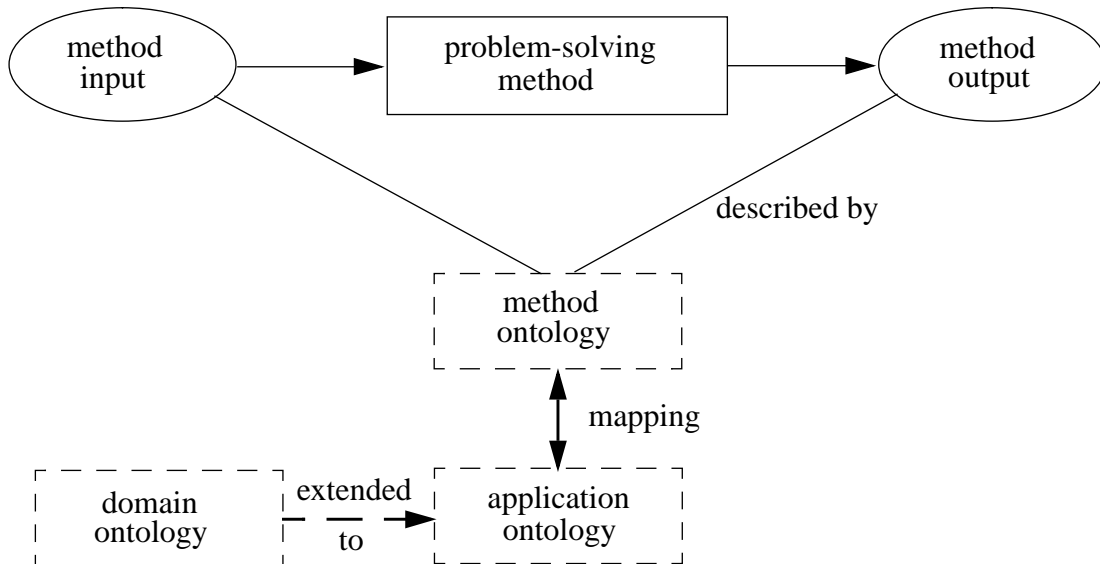 method
input
problem-solving
method
method
output
described by
method
ontology
mapping
domain
ontology
extended
to
application
ontology